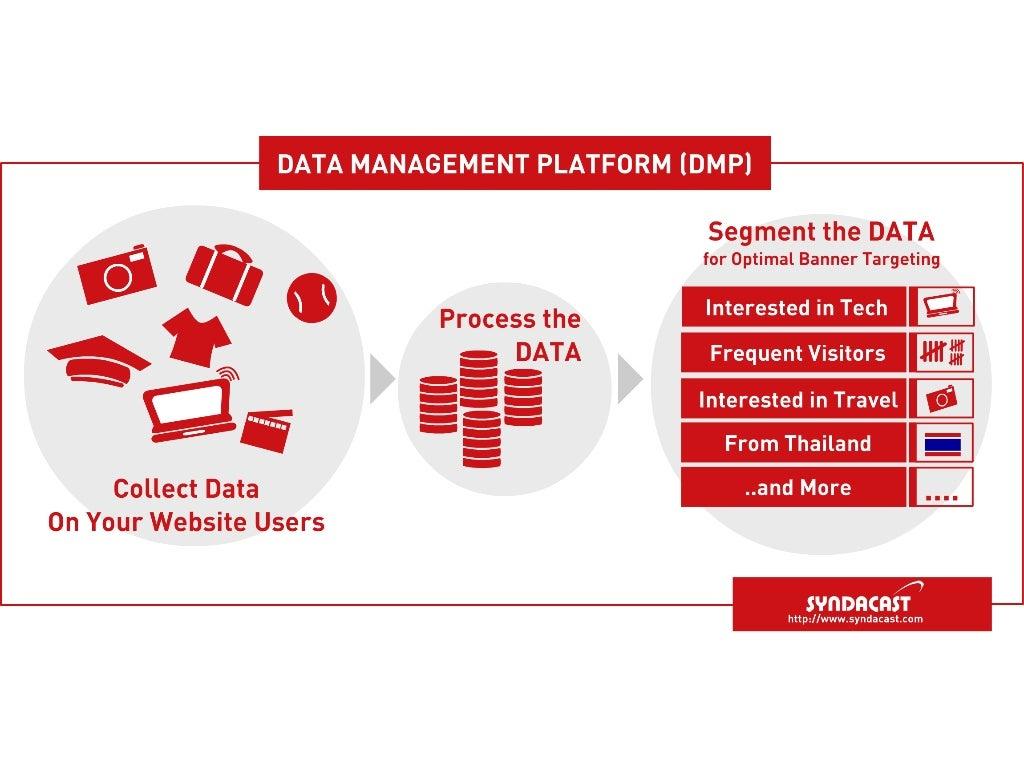 DATA MANAGEMENT PLATFORM (DMP)
Collect Data
On Your Website Users
Process the
DATA
Segment the DATA
for Optimal Banner Targeting
Interested in Tech
Frequent Visitors
Interested in Travel
From Thailand
..and More
....
SYNDACAST
http://www.syndacast.com